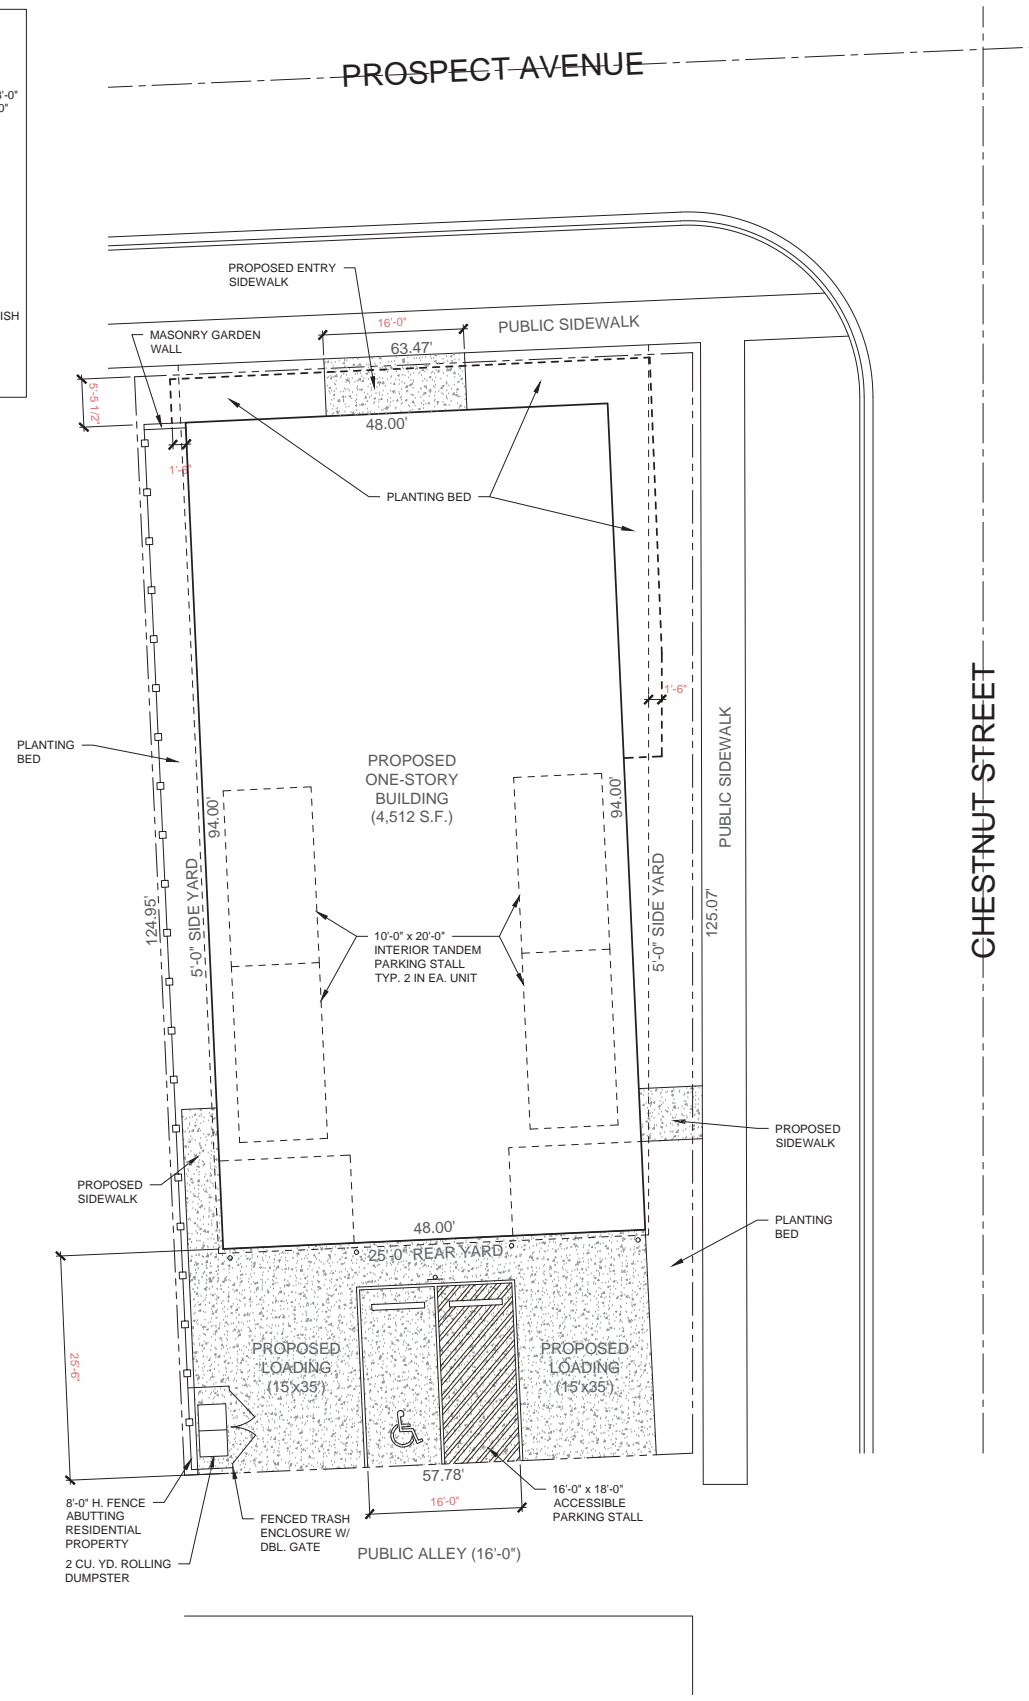 PROSPECT AVENUE
PROPOSED ENTRY
SIDEWALK
16'-0"
PUBLIC SIDEWALK
MASONRY GARDEN
WALL
63.47'
5'-5 1/2"
48.00'
1'-6"
PLANTING BED
1'-6"
PUBLIC SIDEWALK
CHESTNUT STREET
PLANTING
BED
PROPOSED
ONE-STORY
BUILDING
(4,512 S.F.)
94.00'
94.00'
5'-0" SIDE YARD
124.95'
5'-0" SIDE YARD
125.07'
10'-0" x 20'-0"
INTERIOR TANDEM
PARKING STALL
TYP. 2 IN EA. UNIT
PROPOSED
SIDEWALK
PROPOSED
SIDEWALK
PLANTING
BED
48.00'
25'-0" REAR YARD
PROPOSED
LOADING
(15'x35')
PROPOSED
LOADING
(15'x35')
25'-6"
57.78'
16'-0"
8'-0" H. FENCE
ABUTTING
RESIDENTIAL
PROPERTY
2 CU. YD. ROLLING
DUMPSTER
FENCED TRASH
ENCLOSURE W/
DBL. GATE
16'-0" x 18'-0"
ACCESSIBLE
PARKING STALL
PUBLIC ALLEY (16'-0")